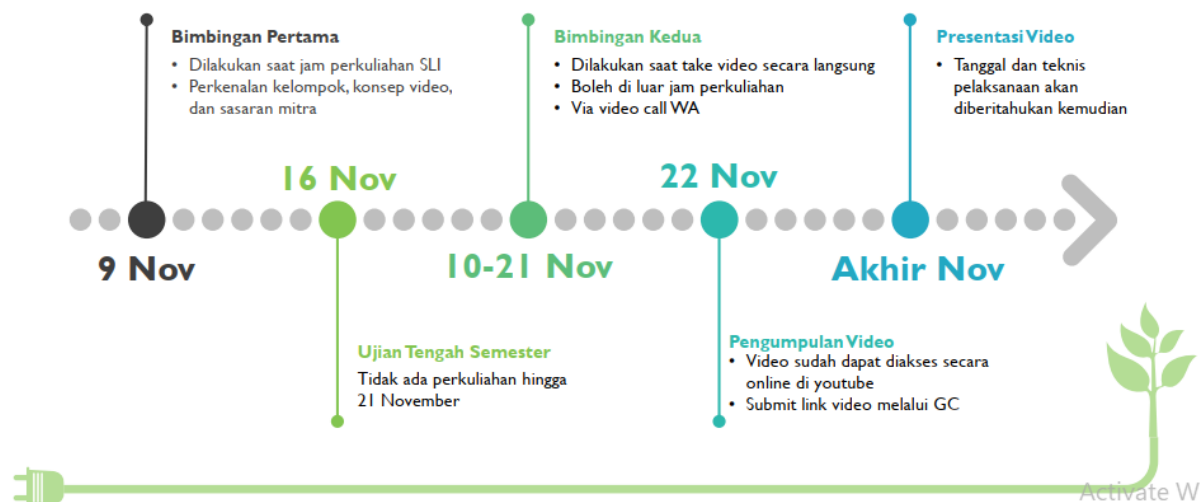 Bimbingan Pertama
• Dilakukan saat jam perkuliahan SLI
• Perkenalan kelompok, konsep video,
dan sasaran mitra
Bimbingan Kedua
• Dilakukan saat take video secara langsung
• Boleh di luar jam perkuliahan
• Via video call WA
Presentasi Video
• Tanggal dan teknis
pelaksanaan akan
diberitahukan kemudian
16 Nov
22 Nov
9 Nov
10-21 Nov
Akhir Nov
Ujian Tengah Semester
Tidak ada perkuliahan hingga
21 November
Pengumpulan Video
• Video sudah dapat diakses secara
online di youtube
• Submit link video melalui GC
Activate W